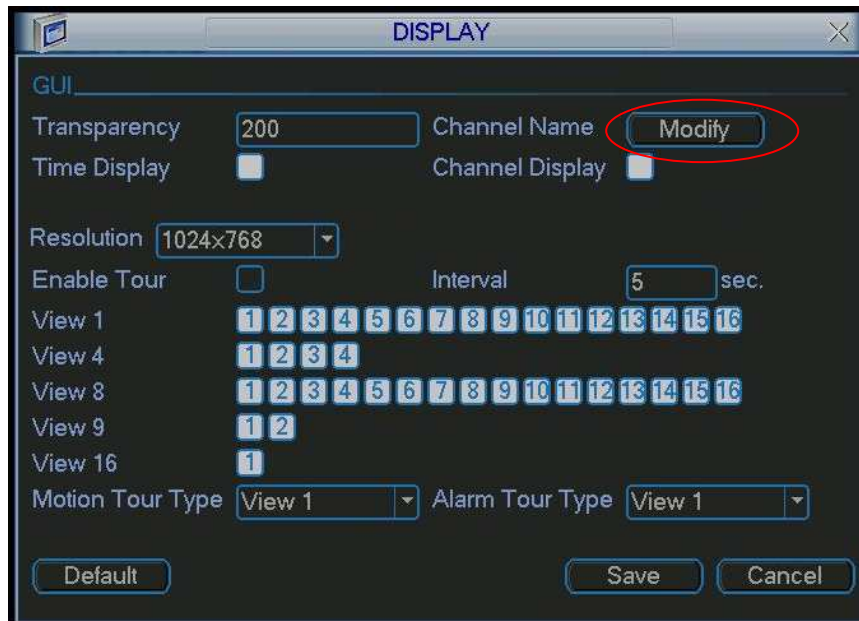 DISPLAY
GUI
Transparency 200 Channel Name Modify
Time Display Channel Display
Resolution 1024×768
Enable Tour Interval 5 sec.
View 1 1 2 3 4 5 6 7 8 9 10 11 12 13 14 15 16
View 4 1 2 3 4
View 8 1 2 3 4 5 6 7 8 9 10 11 12 13 14 15 16
View 9 1 2
View 16 1
Motion Tour Type View 1 Alarm Tour Type View 1
Default Save Cancel